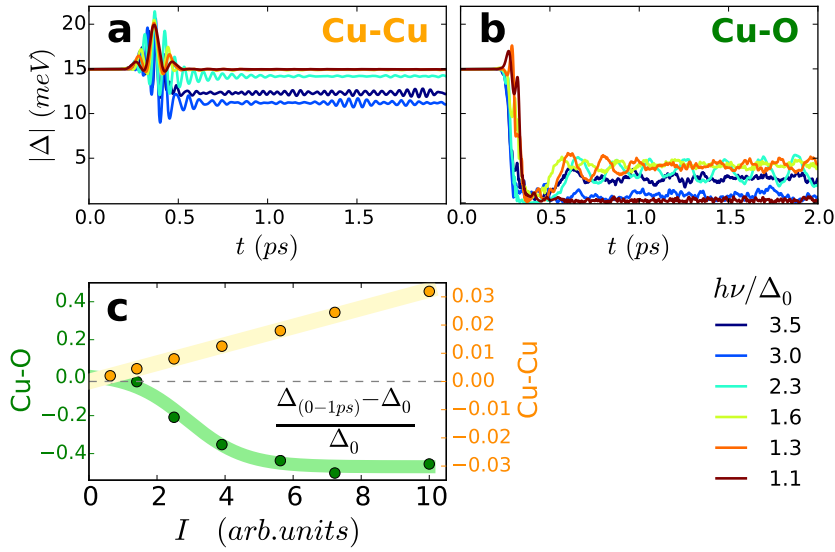 a Cu-Cu
b Cu-O
|Δ| (meV)
20
15
10
5
0.0 0.5 1.0 1.5
0.0 0.5 1.0 1.5 2.0
t (ps)
t (ps)
c
Cu-O
0.4
0.2
0.0
−0.2
−0.4
0.03
0.02
0.01
0.00
−0.01
−0.02
−0.03
Cu-Cu
Δ(0−1ps)−Δ0
Δ0
0 2 4 6 8 10
I (arb.units)
hν/Δ0
3.5
3.0
2.3
1.6
1.3
1.1